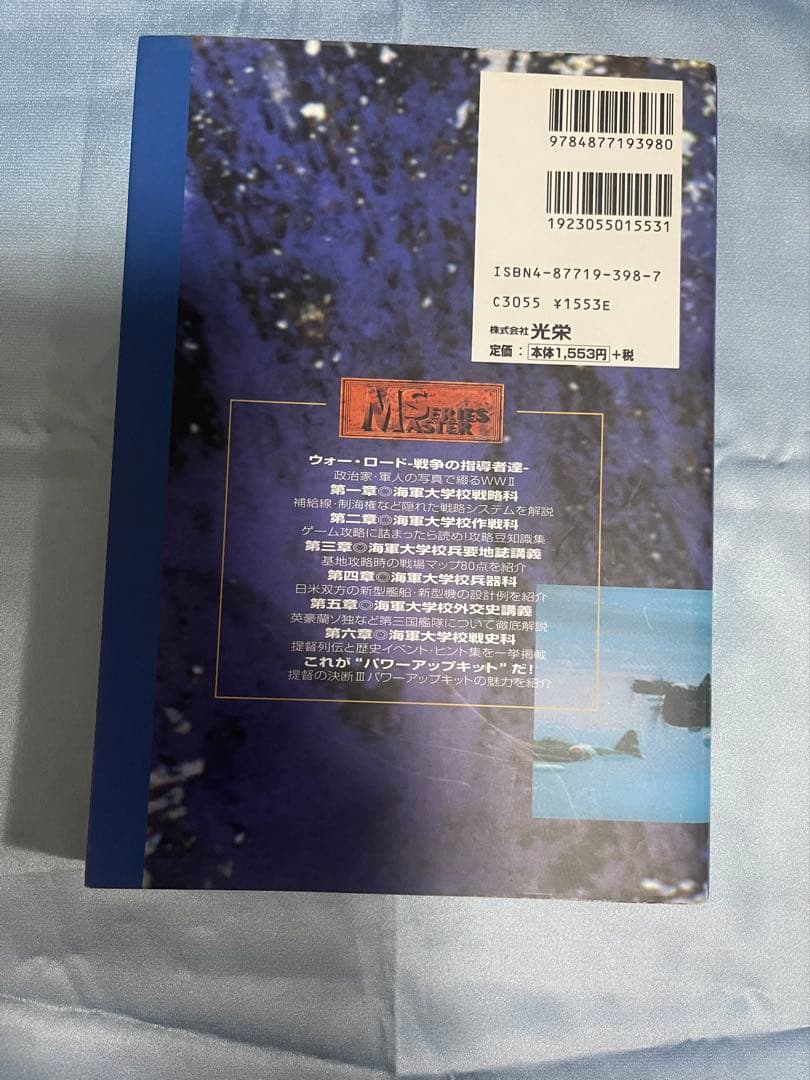 9784877193980
1923055015531
ISBN4-87719-398-7
C3055 ¥1553E
株式会社 光栄
定価：本体1,553円+税
MASTER SERIES
ウォー・ロード-戦争の指導者達-
政治家・軍人の写真で綴るWWⅡ
第一章◎海軍大学校戦略科
補給線・制海権など隠れた戦略システムを解説
第二章◎海軍大学校作戦科
ゲーム攻略に詰まったら読め!攻略豆知識集
第三章◎海軍大学校兵要地誌講義
基地攻略時の戦場マップ80点を紹介
第四章◎海軍大学校兵器科
日米双方の新型艦船・新型機の設計例を紹介
第五章◎海軍大学校外交史講義
英豪蘭ソ独など第三国艦隊について徹底解説
第六章◎海軍大学校戦史科
提督列伝と歴史イベント・ヒント集を一挙掲載
これが“パワーアップキット”だ!
提督の決断Ⅲパワーアップキットの魅力を紹介